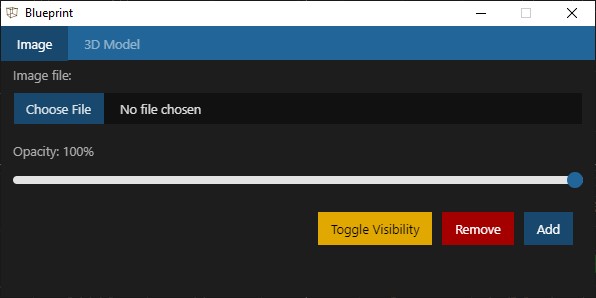 Blueprint
Image 3D Model
Image file:
Choose File No file chosen
Opacity: 100%
Toggle Visibility Remove Add